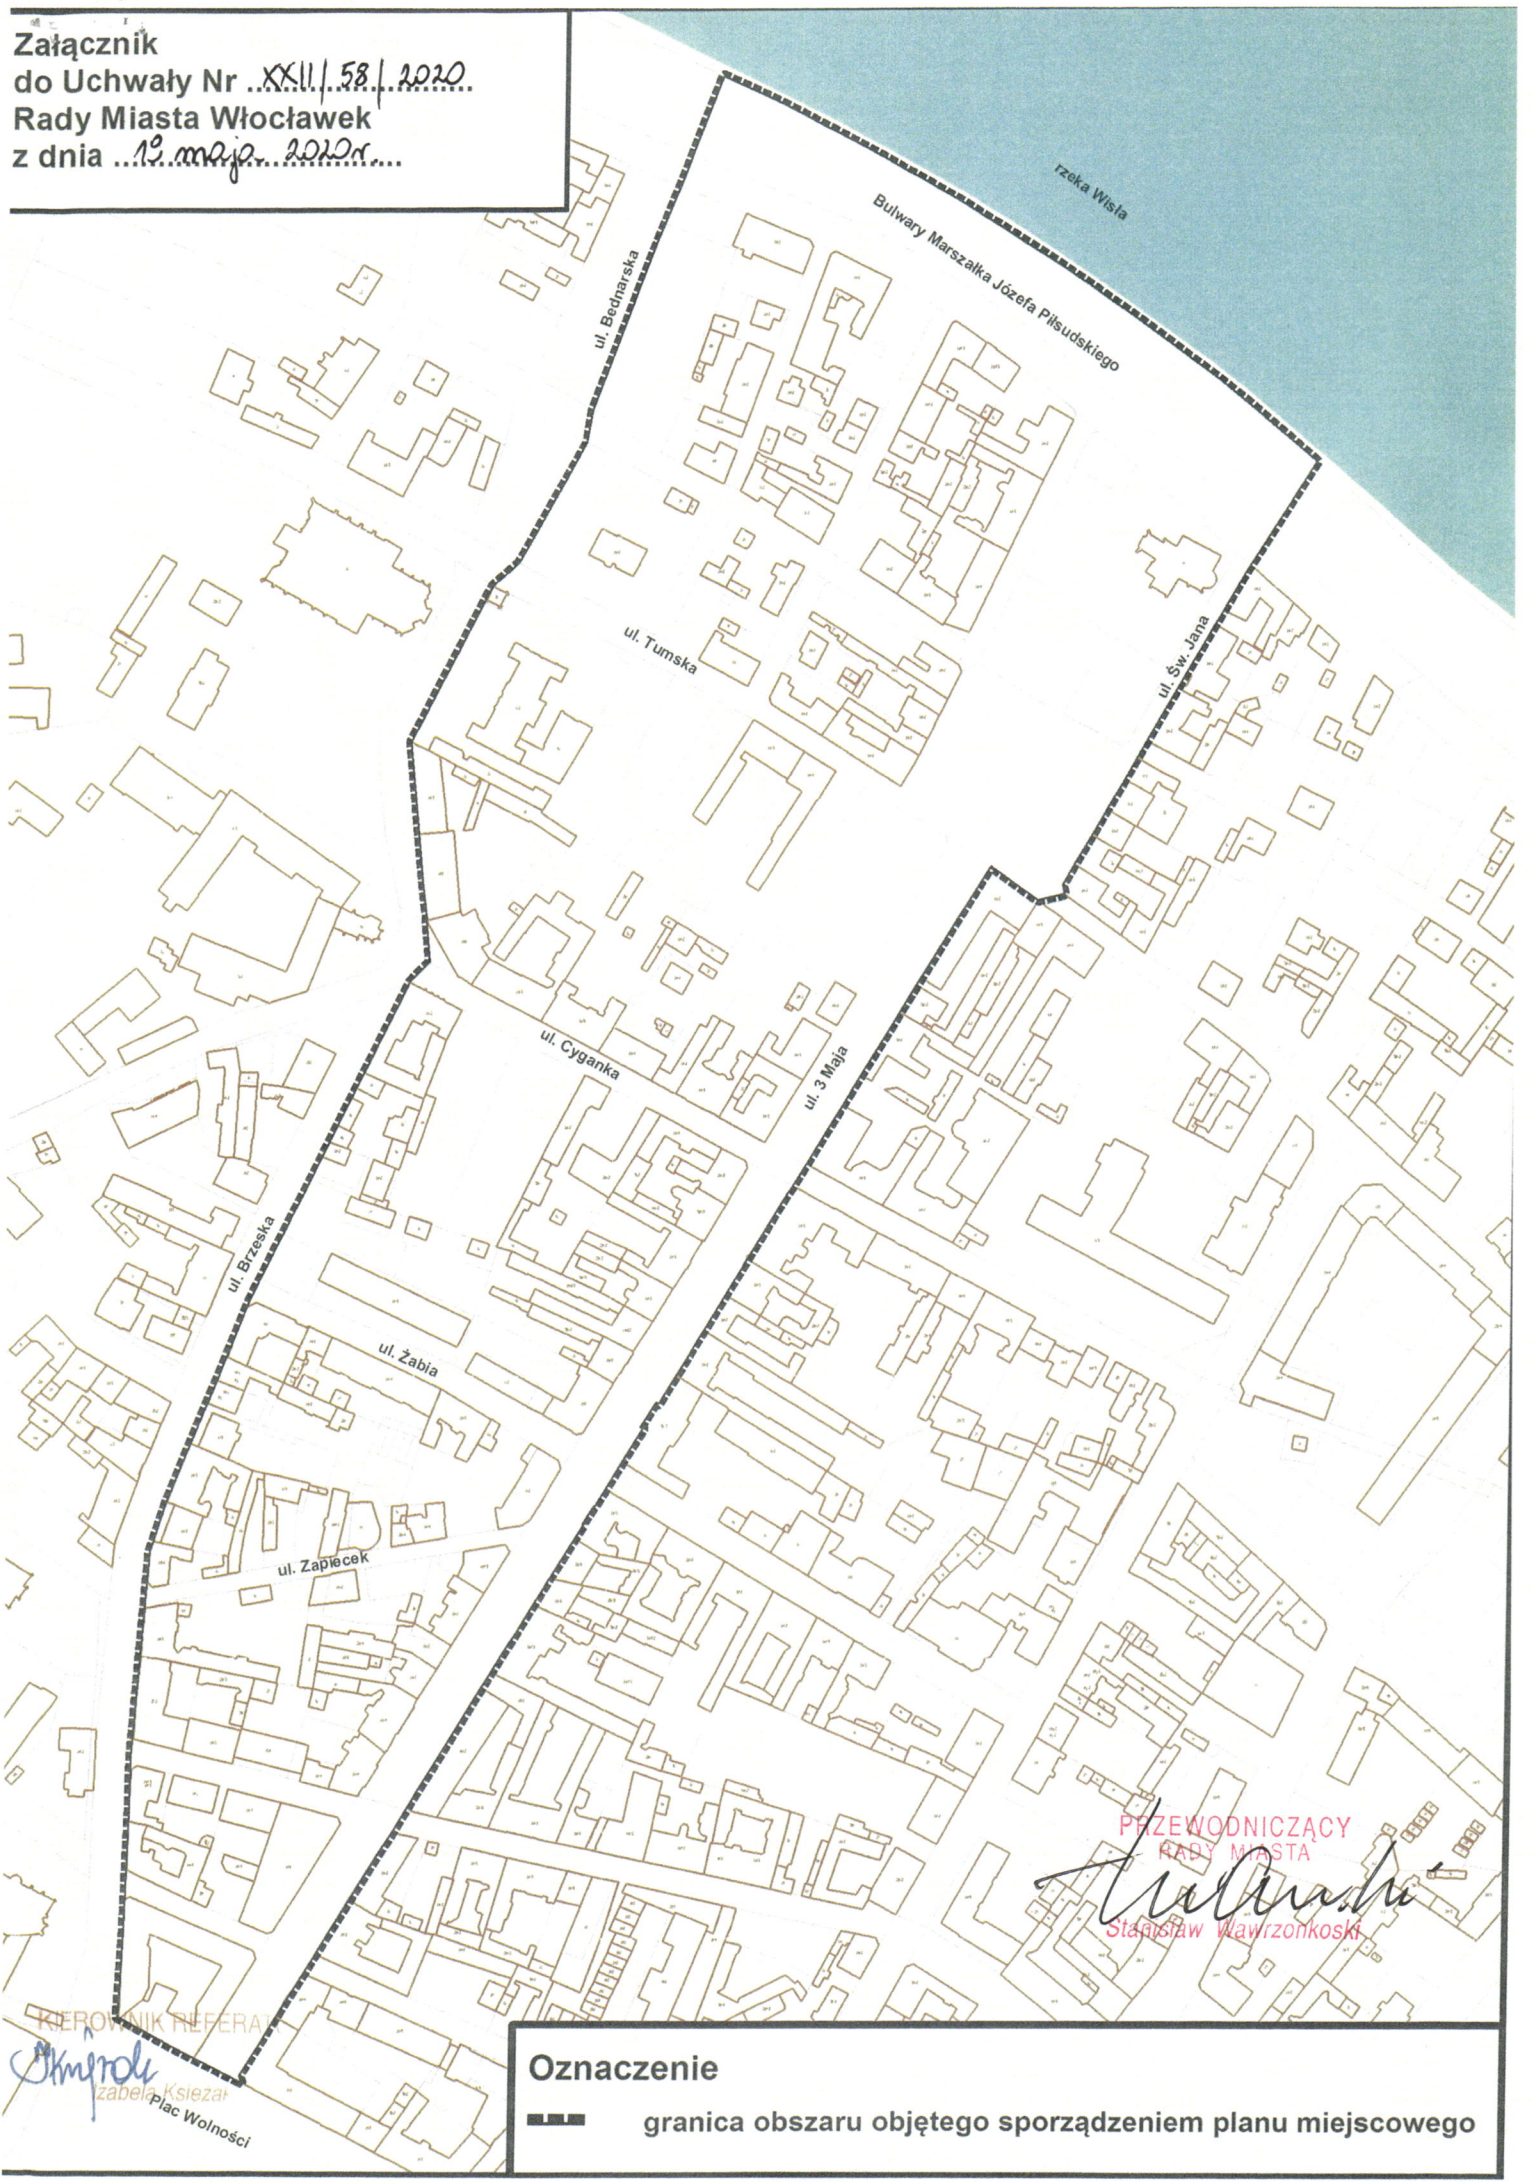 Załącznik
do Uchwały Nr XXII/58/2020
Rady Miasta Włocławek
z dnia 19 maja 2020r.
rzeka Wisła
Bulwary Marszałka Józefa Piłsudskiego
ul. Bednarska
ul. Tumska
ul. Św. Jana
ul. Cyganka
ul. 3 Maja
ul. Brzeska
ul. Żabia
ul. Zapiecek
PRZEWODNICZĄCY
RADY MIASTA
Stanisław Wawrzonkoski
KIEROWNIK REFERATU
Izabela
Plac Wolności
Oznaczenie
granica obszaru objętego sporządzeniem planu miejscowego